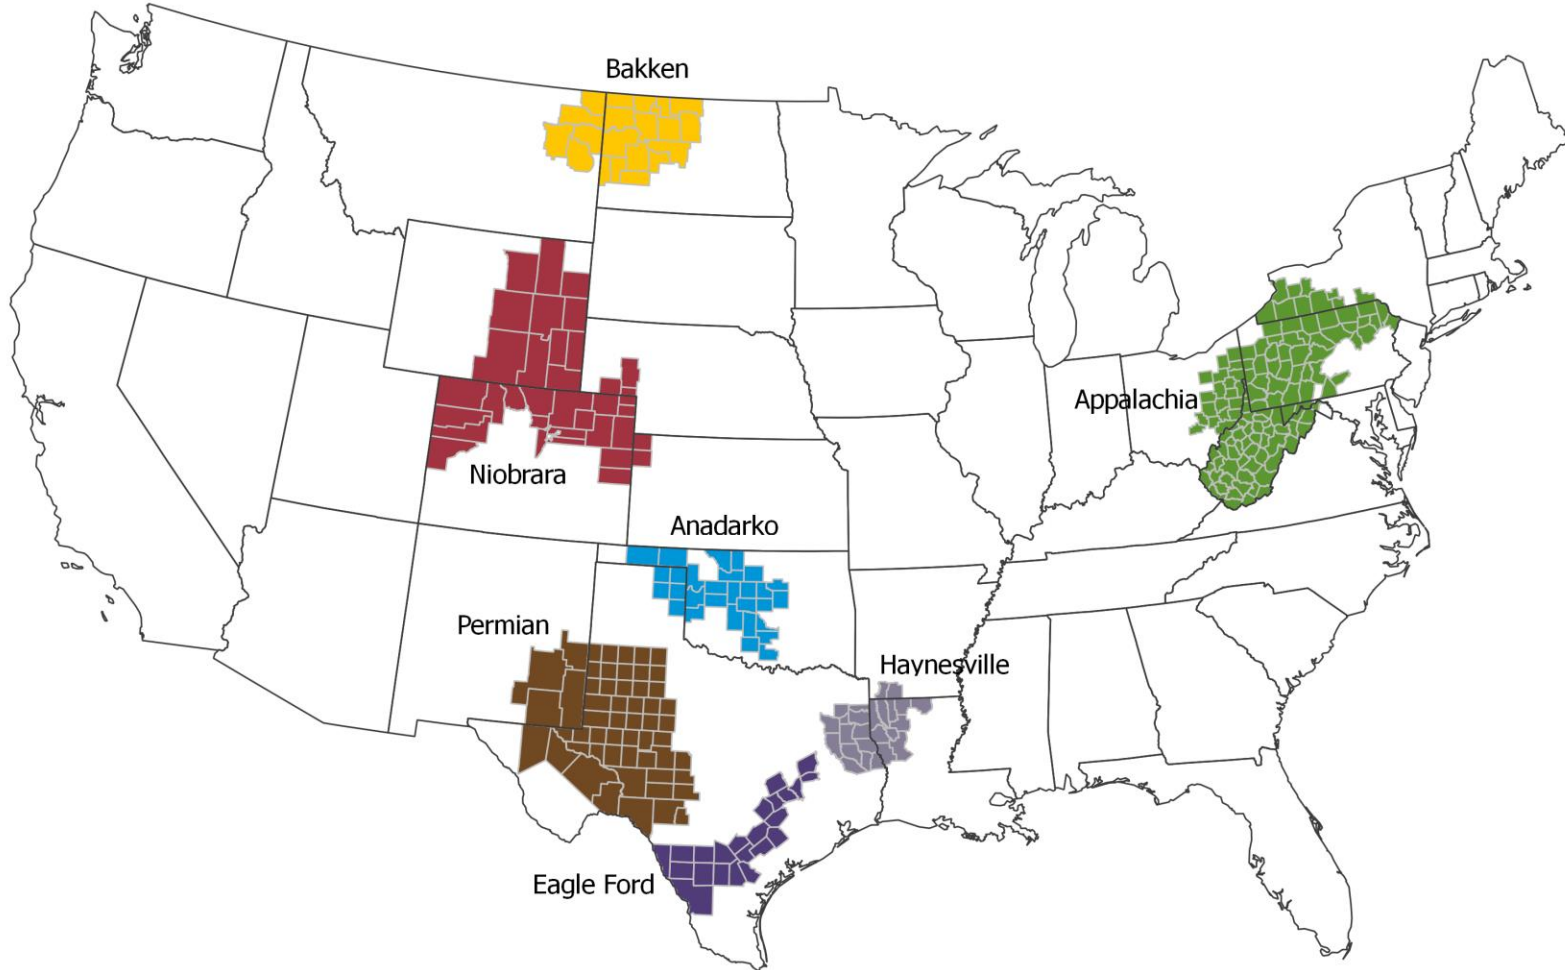 Bakken
Appalachia
Niobrara
Anadarko
Permian
Haynesville
Eagle Ford